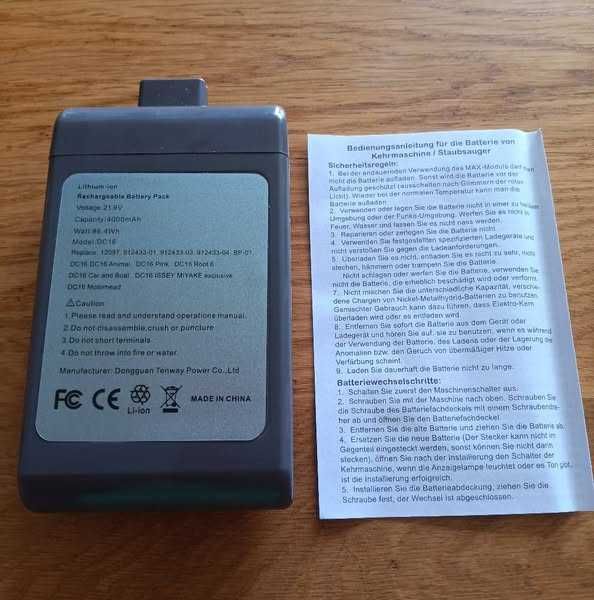 Lithium-ion
Rechargeable Battery Pack
Voltage:21.6V
Capacity:4000mAh
Watt:86.4Wh
Model:DC16
Replace: 12097, 912433-01, 912433-03, 912433-04, BP-01
DC16 DC16 Animal, DC16 Pink, DC16 Root 6
DC16 Car and Boat, DC16 ISSEY MIYAKE exclusive
DC16 Motorhead
⚠Caution
1.Please read and understand operatione manual.
2.Do not disassemble,crush or puncture
3.Do not short terminals
4.Do not throw into fire or water.
Manufacturer: Dongguan Tenway Power Co.,Ltd
FC CE Li-ion MADE IN CHINA
Bedienungsanleitung für die Batterie von
Kehrmaschine / Staubsauger
Sicherheitsregeln:
1. Bei der andauernden Verwendung das MAX-Moduls darf man
nicht die Batterie aufladen. Sonst wird die Batterie vor der
Aufladung geschützt (ausschalten nach Glimmern der roten
Licht). Wieder bei der normalen Temperatur kann man die
Batterie aufladen
2. Verwenden oder lagen Sie die Batterie nicht in einer zu heißen
Umgebung oder der Funke-Umgebung. Werfen Sie es nicht in
Feuer, Wasser und lassen Sie es nicht nass werden.
3. Reparieren oder zerlegen Sie die Batterie nicht.
4. Verwenden Sie festgestellten spezifizierten Ladegeräte und
nicht verstoßen Sie gegen die Ladeanforderungen.
5. Überladen Sie es nicht, entladen Sie es nicht zu sehr, nicht
stechen, hämmern oder trampeln Sie die Batterie.
Nicht schlagen oder werfen Sie die Batterie, verwenden Sie
nicht die Batterie, die erheblich beschädigt wird oder verformt.
7. Nicht mischen Sie die unterschiedliche Kapazität, verschie-
dene Chargen von Nickel-Metallhydrid-Batterien zu benutzen.
Gemischter Gebrauch kann dazu führen, dass Elektro-Kern
überladen wird oder es entladen wird.
8. Entfernen Sie sofort die Batterie aus dem Gerät oder
Ladegerät und hören Sie auf, sie zu benutzen, wenn es während
der Verwendung der Batterie, des Ladens oder der Lagerung die
Anomalien bzw. den Geruch von übermäßiger Hitze oder
Verfärbung scheint.
9. Laden Sie dauerhaft die Batterie nicht zu lange.
Batteriewechselschritte:
1. Schalten Sie zuerst den Maschinenschalter aus.
2. Schrauben Sie mit der Machine nach oben. Schrauben Sie
die Schraube des Batteriefachdeckels mit einem Schraubendre-
her ab und öffnen Sie den Batteriefachdeckel.
3. Entfernen Sie die alte Batterie und ziehen Sie die Batterie ab.
4. Ersetzen Sie die neue Batterie (Der Stecker kann nicht im
Gegenteil eingesteckt werden, sonst können Sie nicht darin
stecken), öffnen Sie nach der Installierung den Schalter der
Kehrmaschine, wenn die Anzeigelampe leuchtet oder es Ton gibt,
ist die Installierung erfolgreich.
5. Installieren Sie die Batterieabdeckung, ziehen Sie die
Schraube fest, der Wechsel ist abgeschlossen.